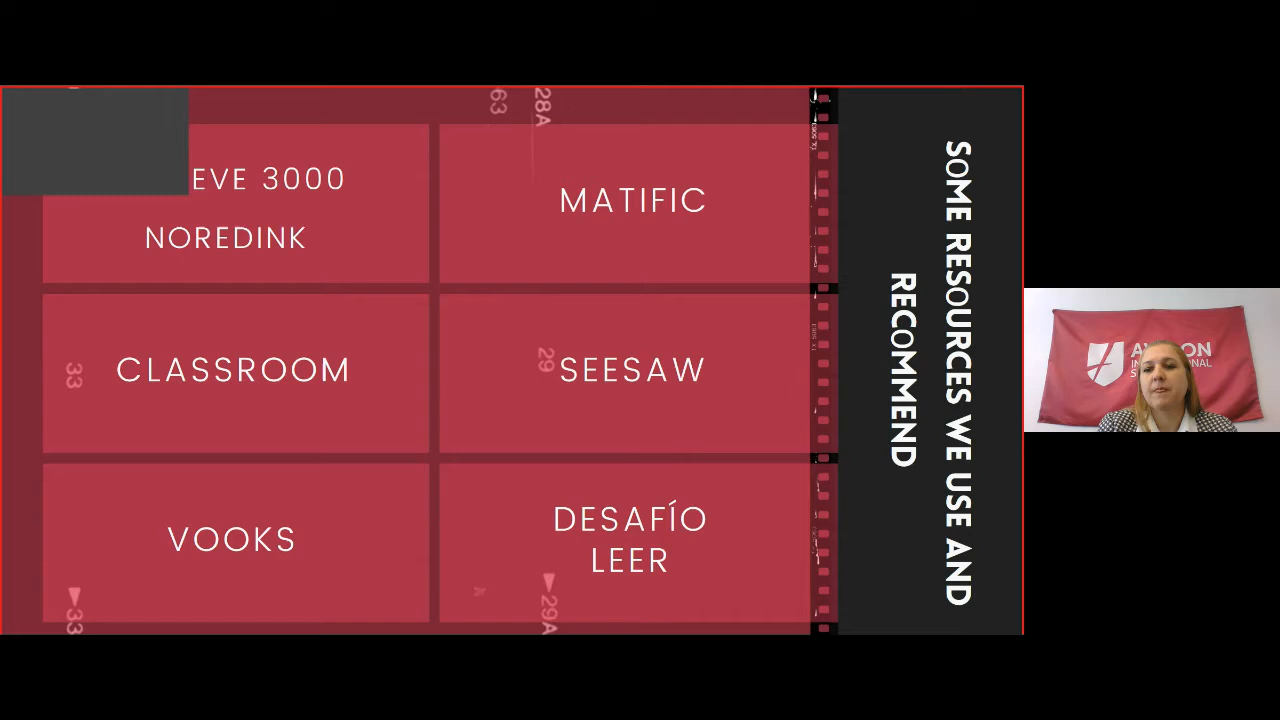 EVE 3000
NOREDINK
MATIFIC
CLASSROOM
SEESAW
VOOKS
DESAFÍO
LEER
SOME RESOURCES WE USE AND
RECOMMEND
63
28A
33
29
33
29A